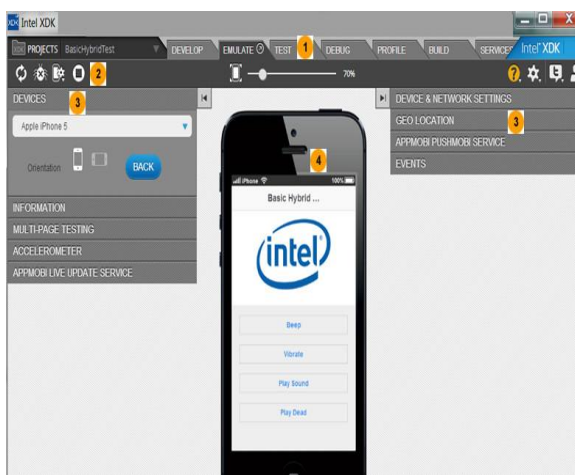 XDK Intel XDK
XDK PROJECTS BasicHybridTest
DEVELOP
EMULATE
TEST
1
DEBUG
PROFILE
BUILD
SERVICES
Intel® XDK
2
70%
?
DEVICES
3
Apple iPhone 5
Orientation
BACK
INFORMATION
MULTI-PAGE TESTING
ACCELEROMETER
APPMOBI LIVE UPDATE SERVICE
4
iPhone
100%
Basic Hybrid ...
intel®
Beep
Vibrate
Play Sound
Play Dead
DEVICE & NETWORK SETTINGS
GEO LOCATION
3
APPMOBI PUSHMOBI SERVICE
EVENTS